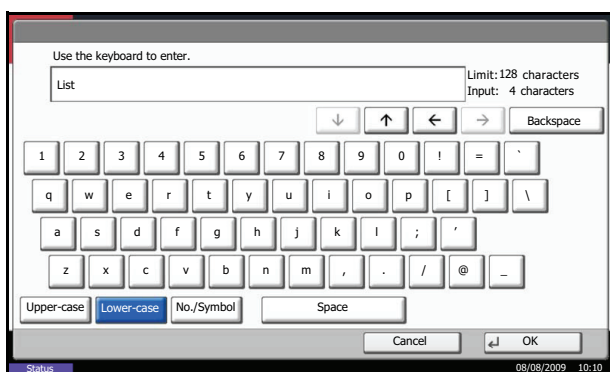 Use the keyboard to enter.
List
Limit: 128 characters
Input: 4 characters
↓ ↑ ← → Backspace
1 2 3 4 5 6 7 8 9 0 ! = `
q w e r t y u i o p [ ] \
a s d f g h j k l ; ′
z x c v b n m , . / @ _
Upper-case Lower-case No./Symbol Space
Cancel ↵ OK
Status 08/08/2009 10:10